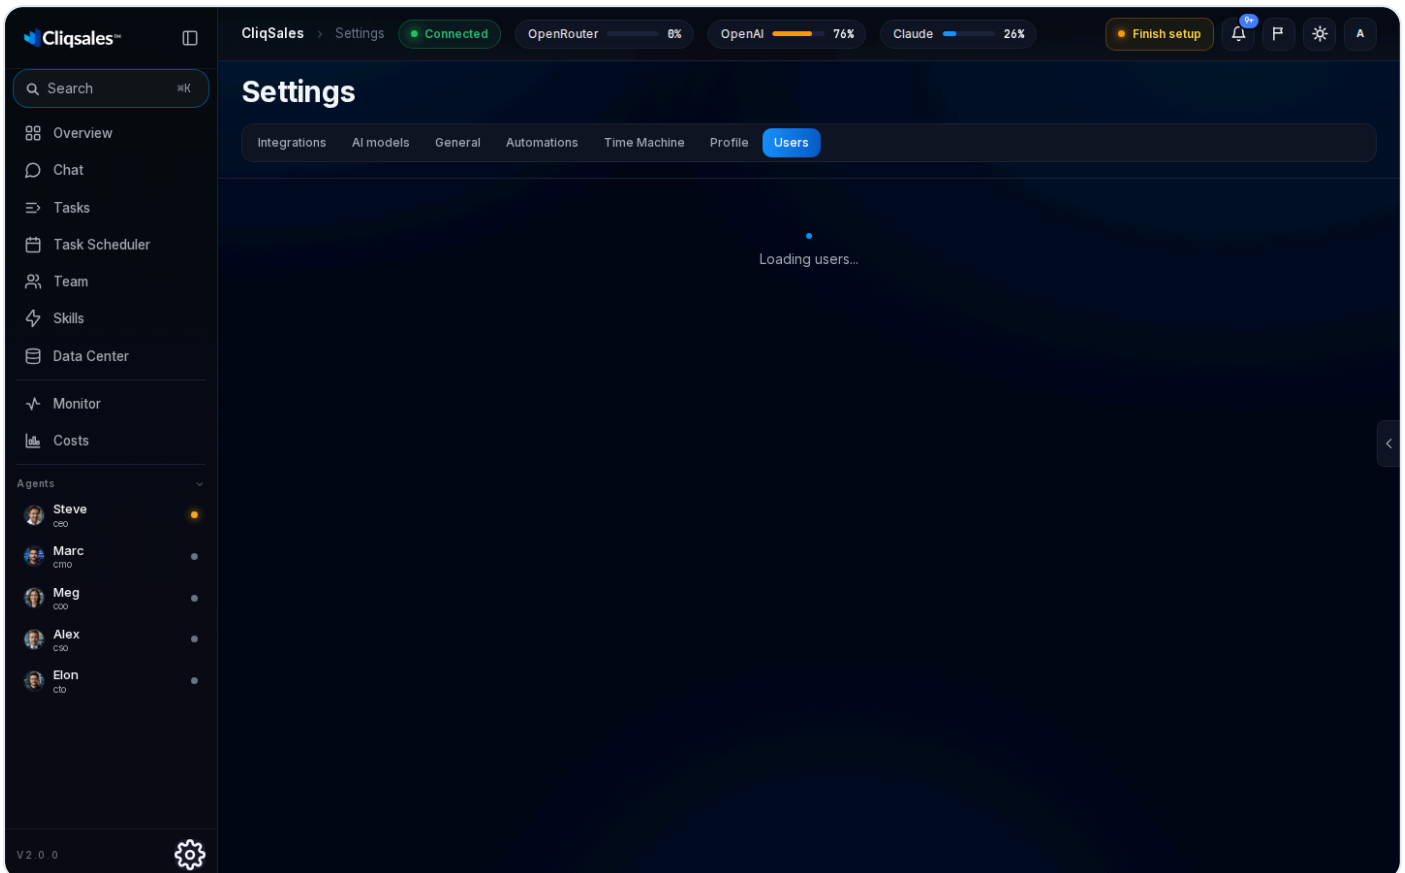 Cliqsales™
Search ⌘K
Overview
Chat
Tasks
Task Scheduler
Team
Skills
Data Center
Monitor
Costs
Agents
Steve
ceo
Marc
cmo
Meg
coo
Alex
cso
Elon
cto
V2.0.0
CliqSales > Settings Connected OpenRouter 0% OpenAI 76% Claude 26% Finish setup 9+ A
Settings
Integrations AI models General Automations Time Machine Profile Users
Loading users...